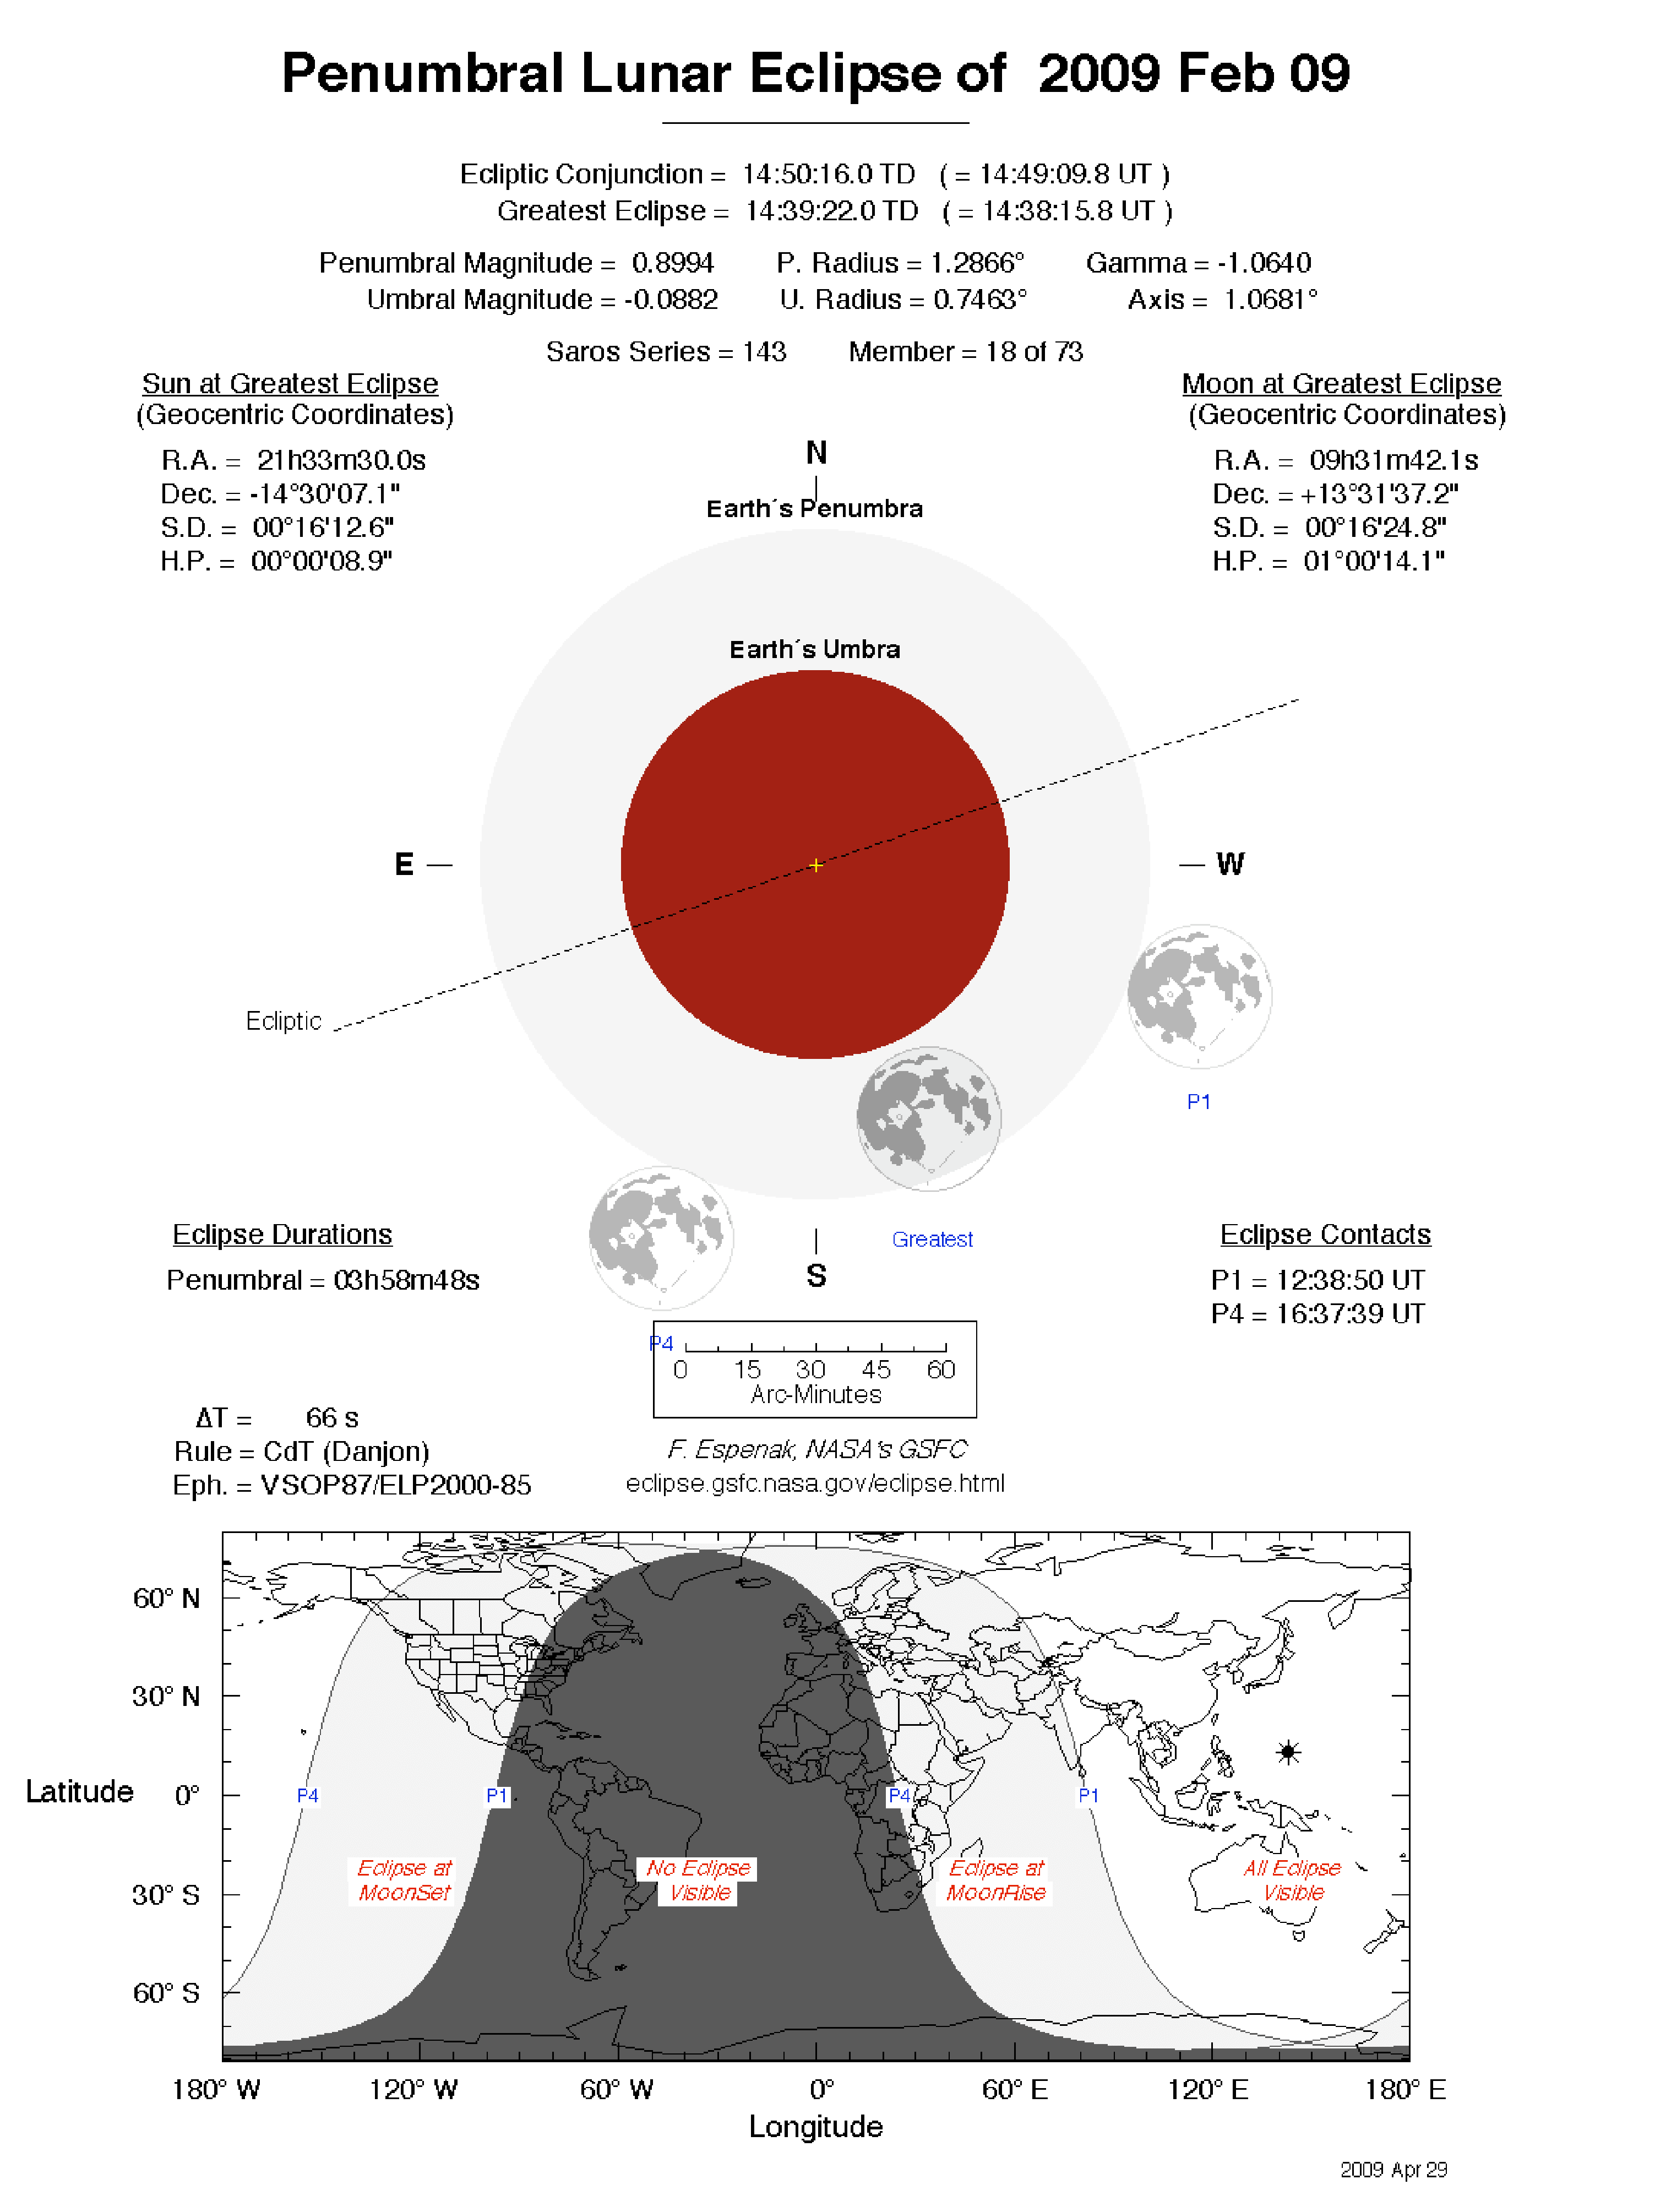 Penumbral Lunar Eclipse of 2009 Feb 09
Ecliptic Conjunction = 14:50:16.0 TD ( = 14:49:09.8 UT )
Greatest Eclipse = 14:39:22.0 TD ( = 14:38:15.8 UT )
Penumbral Magnitude = 0.8994 P. Radius = 1.2866° Gamma = -1.0640
Umbral Magnitude = -0.0882 U. Radius = 0.7463° Axis = 1.0681°
Saros Series = 143 Member = 18 of 73
Sun at Greatest Eclipse
(Geocentric Coordinates)
R.A. = 21h33m30.0s
Dec. = -14°30'07.1"
S.D. = 00°16'12.6"
H.P. = 00°00'08.9"
Moon at Greatest Eclipse
(Geocentric Coordinates)
R.A. = 09h31m42.1s
Dec. = +13°31'37.2"
S.D. = 00°16'24.8"
H.P. = 01°00'14.1"
N
Earth´s Penumbra
Earth´s Umbra
E
W
Ecliptic
P1
Greatest
S
P4
Eclipse Durations
Penumbral = 03h58m48s
Eclipse Contacts
P1 = 12:38:50 UT
P4 = 16:37:39 UT
0 15 30 45 60
Arc-Minutes
ΔT = 66 s
Rule = CdT (Danjon)
Eph. = VSOP87/ELP2000-85
F. Espenak, NASA's GSFC
eclipse.gsfc.nasa.gov/eclipse.html
60° N
30° N
Latitude 0°
30° S
60° S
P4 P1 P4 P1
Eclipse at
MoonSet
No Eclipse
Visible
Eclipse at
MoonRise
All Eclipse
Visible
180° W 120° W 60° W 0° 60° E 120° E 180° E
Longitude
2009 Apr 29